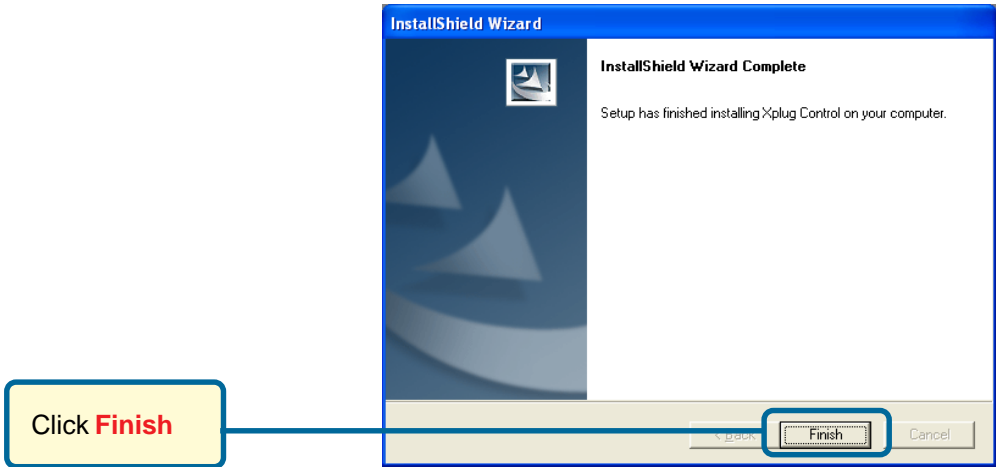 InstallShield Wizard
InstallShield Wizard Complete
Setup has finished installing Xplug Control on your computer.
Click Finish
< Back Finish Cancel